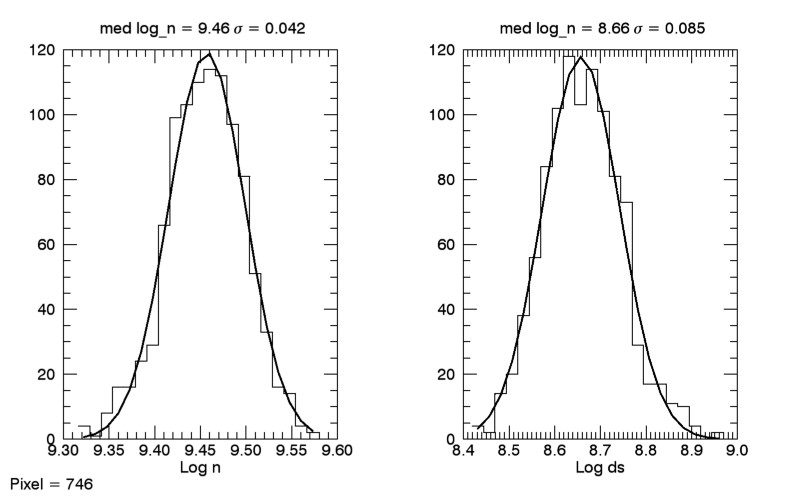 med log_n = 9.46 σ = 0.042
120
100
80
60
40
20
0
9.30 9.35 9.40 9.45 9.50 9.55 9.60
Log n
med log_n = 8.66 σ = 0.085
120
100
80
60
40
20
0
8.4 8.5 8.6 8.7 8.8 8.9 9.0
Log ds
Pixel = 746